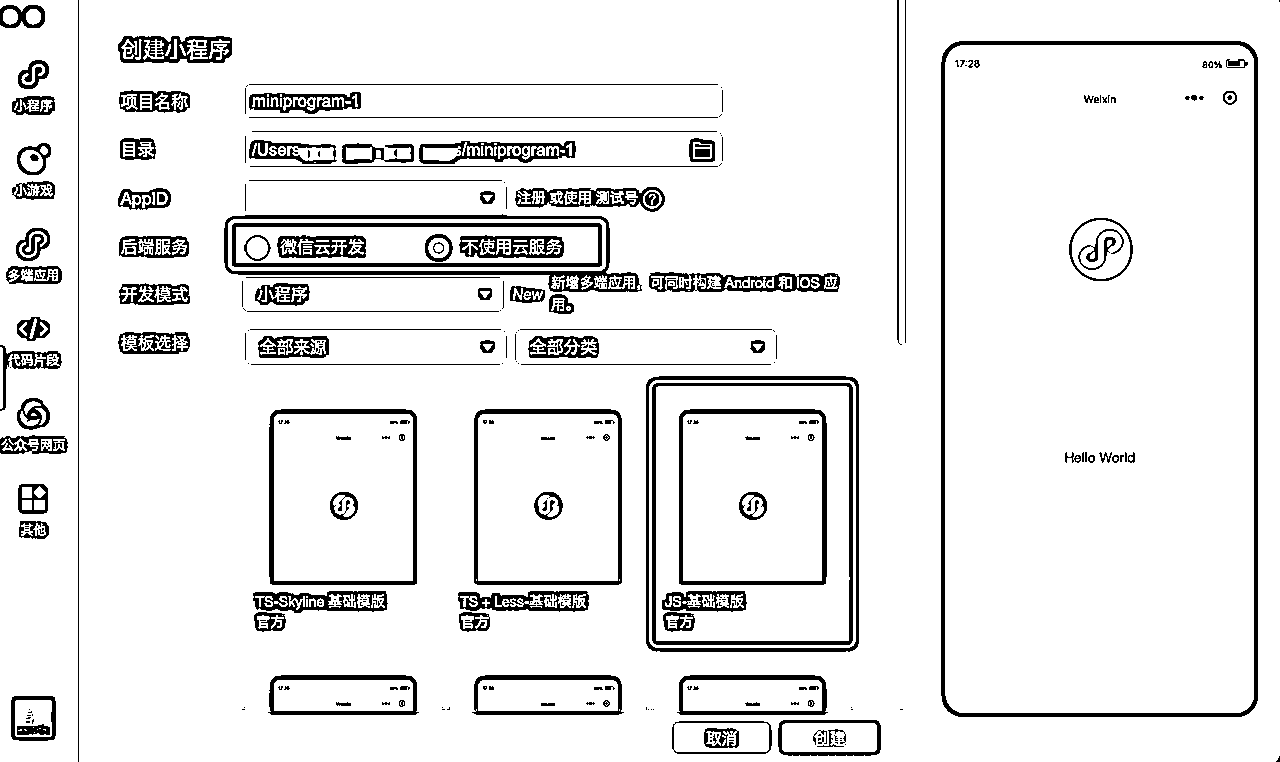 小程序
小游戏
多端应用
代码片段
公众号网页
其他
创建小程序
项目名称 miniprogram-1
目录 /Users /miniprogram-1
AppID 注册 或使用 测试号 ?
后端服务 微信云开发 不使用云服务
开发模式 小程序 New 新增多端应用，可同时构建 Android 和 iOS 应
用。
模板选择 全部来源 全部分类
TS-Skyline 基础模版
官方
TS + Less-基础模版
官方
JS-基础模版
官方
取消 创建
17:28 80%
Weixin
Hello World